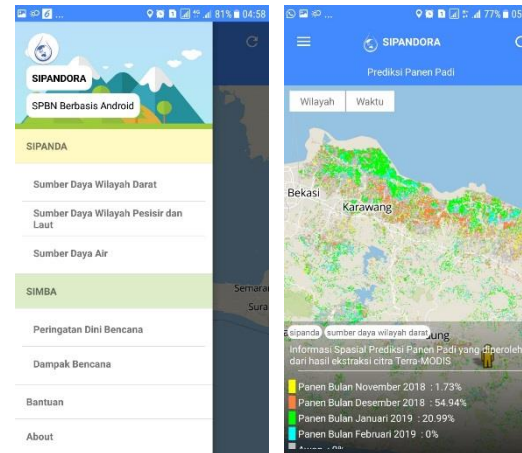 81% 04:58
SIPANDORA
SPBN Berbasis Android
SIPANDA
Sumber Daya Wilayah Darat
Sumber Daya Wilayah Pesisir dan
Laut
Sumber Daya Air
SIMBA
Peringatan Dini Bencana
Dampak Bencana
Bantuan
About
Semara
Sura
77% 05
SIPANDORA
Prediksi Panen Padi
Wilayah Waktu
Bekasi
Karawang
sipanda sumber daya wilayah darat
ung
Informasi Spasial Prediksi Panen Padi yang diperoleh
dari hasil ekstraksi citra Terra-MODIS
Panen Bulan November 2018 : 1.73%
Panen Bulan Desember 2018 : 54.94%
Panen Bulan Januari 2019 : 20.99%
Panen Bulan Februari 2019 : 0%